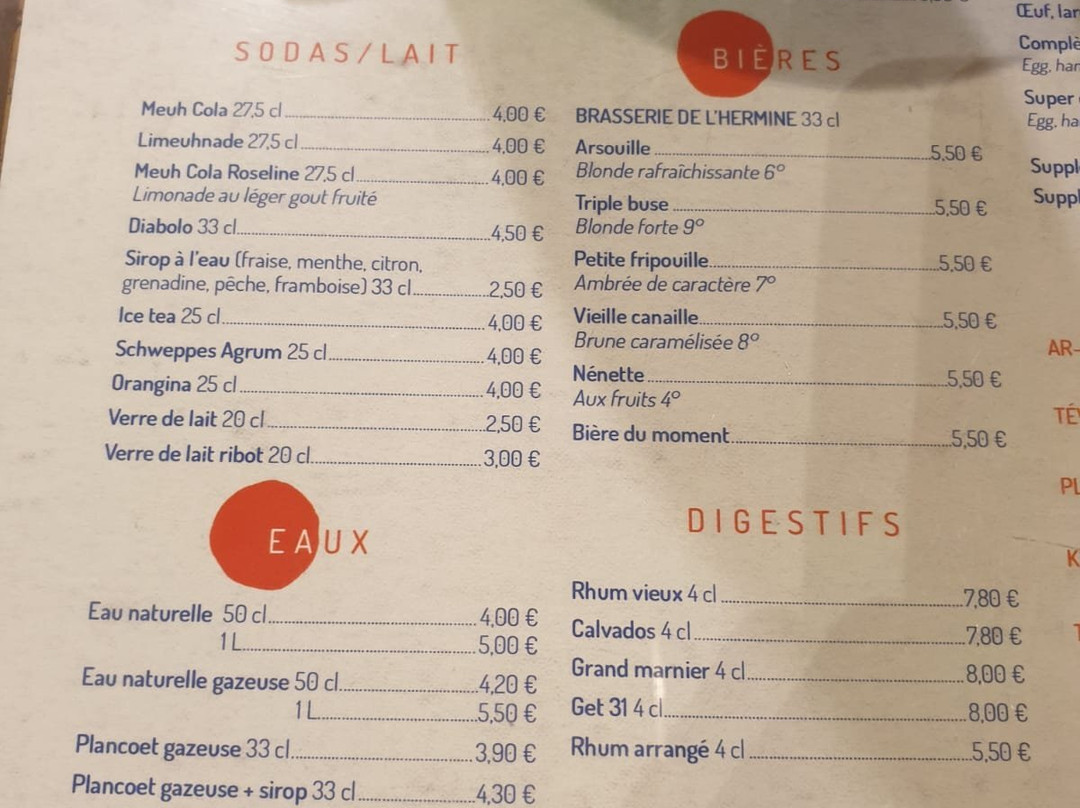 SODAS/LAIT
Meuh Cola 27,5 cl 4,00 €
Limeuhnade 27,5 cl 4,00 €
Meuh Cola Roseline 27,5 cl 4,00 €
Limonade au léger gout fruité
Diabolo 33 cl 4,50 €
Sirop à l'eau (fraise, menthe, citron,
grenadine, pêche, framboise) 33 cl 2,50 €
Ice tea 25 cl 4,00 €
Schweppes Agrum 25 cl 4,00 €
Orangina 25 cl 4,00 €
Verre de lait 20 cl 2,50 €
Verre de lait ribot 20 cl 3,00 €
EAUX
Eau naturelle 50 cl 4,00 €
1 L 5,00 €
Eau naturelle gazeuse 50 cl 4,20 €
1 L 5,50 €
Plancoet gazeuse 33 cl 3,90 €
Plancoet gazeuse + sirop 33 cl 4,30 €
BIÈRES
BRASSERIE DE L'HERMINE 33 cl
Arsouille 5,50 €
Blonde rafraîchissante 6°
Triple buse 5,50 €
Blonde forte 9°
Petite fripouille 5,50 €
Ambrée de caractère 7°
Vieille canaille 5,50 €
Brune caramélisée 8°
Nénette 5,50 €
Aux fruits 4°
Bière du moment 5,50 €
DIGESTIFS
Rhum vieux 4 cl 7,80 €
Calvados 4 cl 7,80 €
Grand marnier 4 cl 8,00 €
Get 31 4 cl 8,00 €
Rhum arrangé 4 cl 5,50 €
Œuf, lar
Complè
Egg, har
Super
Egg, ha
Suppl
Suppl
AR-
TÉ
PL
K
T